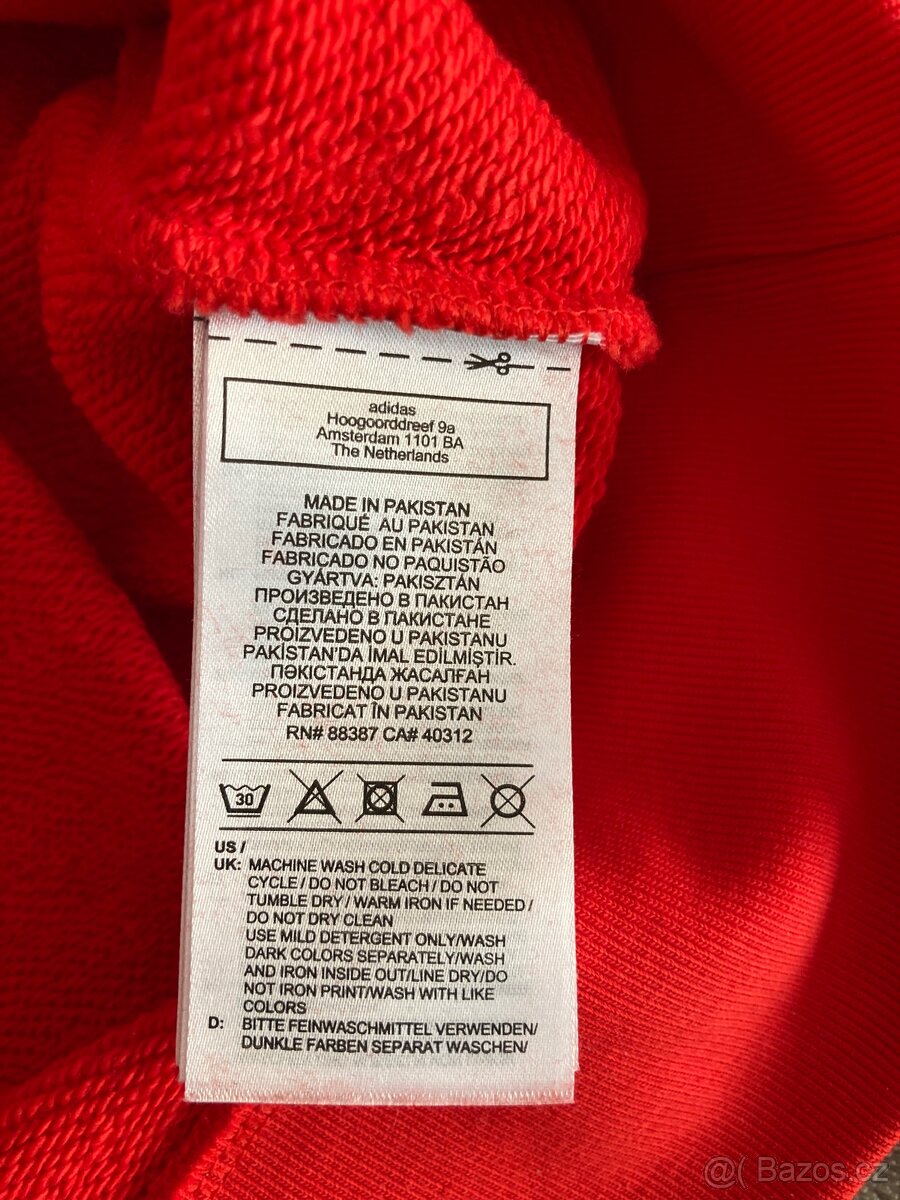 adidas
Hoogoorddreef 9a
Amsterdam 1101 BA
The Netherlands
MADE IN PAKISTAN
FABRIQUÉ AU PAKISTAN
FABRICADO EN PAKISTÁN
FABRICADO NO PAQUISTÃO
GYÁRTVA: PAKISZTÁN
ПРОИЗВЕДЕНО В ПАКИСТАН
СДЕЛАНО В ПАКИСТАНЕ
PROIZVEDENO U PAKISTANU
PAKİSTAN'DA İMAL EDİLMİŞTİR.
ПӘКІСТАНДА ЖАСАЛҒАН
PROIZVEDENO U PAKISTANU
FABRICAT ÎN PAKISTAN
RN# 88387 CA# 40312
30
US /
UK: MACHINE WASH COLD DELICATE
CYCLE / DO NOT BLEACH / DO NOT
TUMBLE DRY / WARM IRON IF NEEDED /
DO NOT DRY CLEAN
USE MILD DETERGENT ONLY/WASH
DARK COLORS SEPARATELY/WASH
AND IRON INSIDE OUT/LINE DRY/DO
NOT IRON PRINT/WASH WITH LIKE
COLORS
D: BITTE FEINWASCHMITTEL VERWENDEN/
DUNKLE FARBEN SEPARAT WASCHEN/
@( Bazos.cz